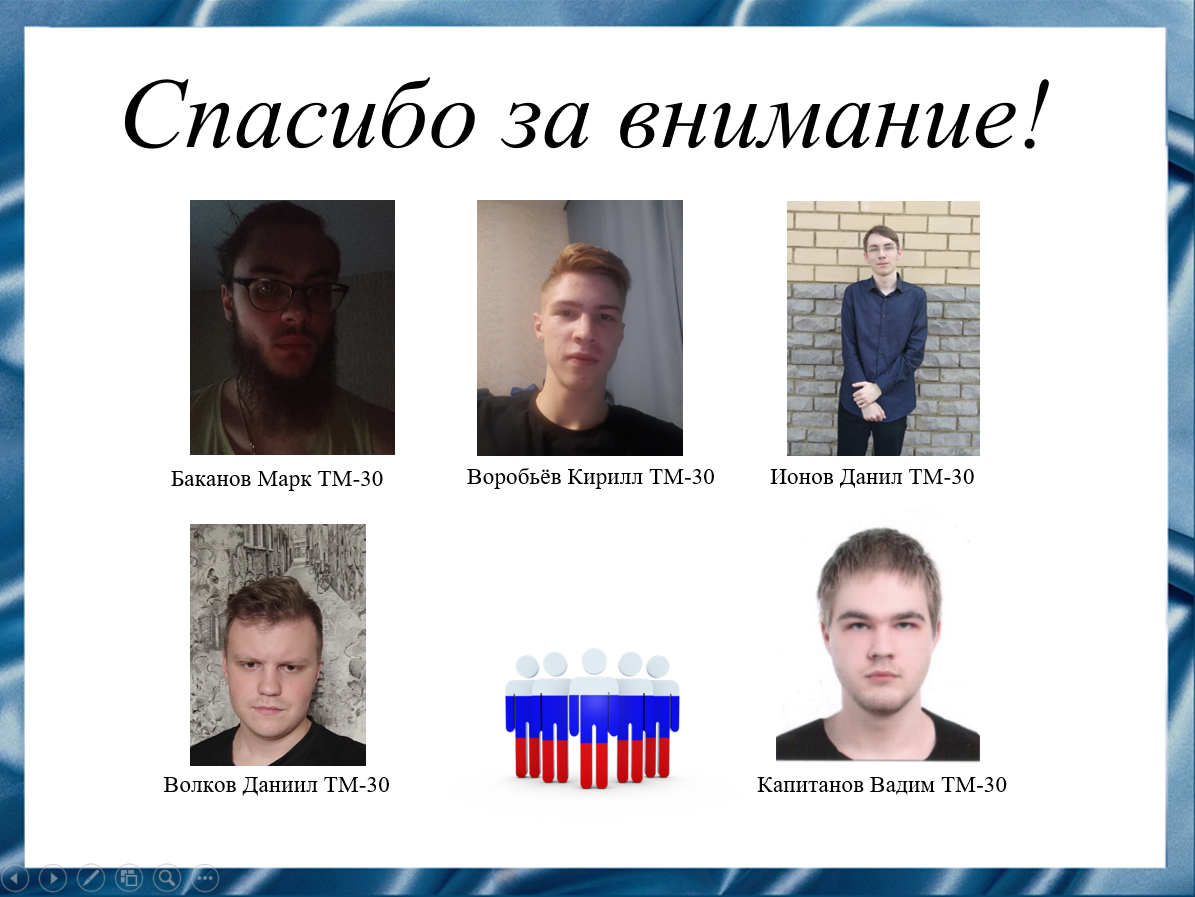 Спасибо за внимание!
Баканов Марк ТМ-30
Воробьёв Кирилл ТМ-30
Ионов Данил ТМ-30
Волков Даниил ТМ-30
Капитанов Вадим ТМ-30